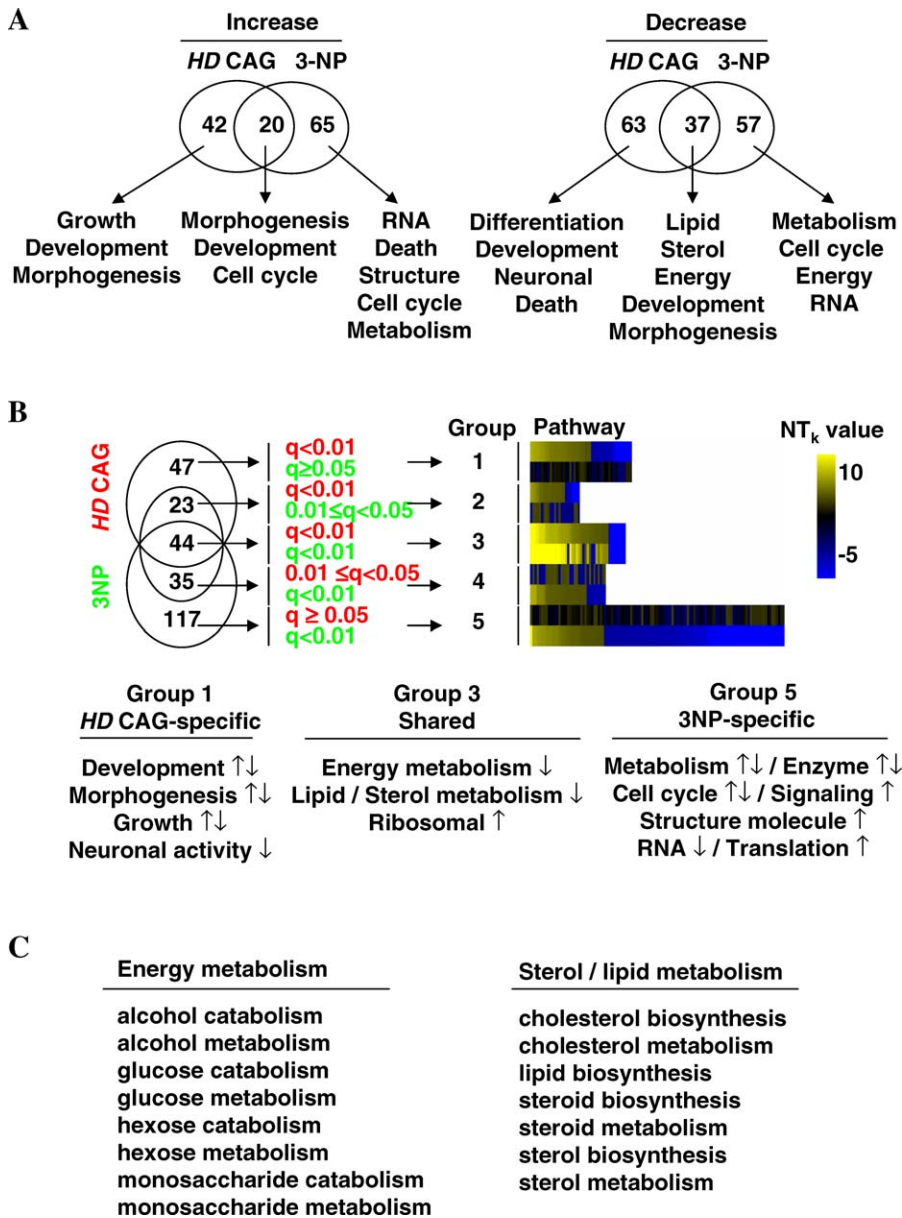 A
Increase
HD CAG 3-NP
42 20 65
Growth
Development
Morphogenesis
Morphogenesis
Development
Cell cycle
RNA
Death
Structure
Cell cycle
Metabolism
Decrease
HD CAG 3-NP
63 37 57
Differentiation
Development
Neuronal
Death
Lipid
Sterol
Energy
Development
Morphogenesis
Metabolism
Cell cycle
Energy
RNA
B
HD CAG
3NP
47
23
44
35
117
q<0.01
q≥0.05
q<0.01
0.01≤q<0.05
q<0.01
q<0.01
0.01 ≤q<0.05
q<0.01
q ≥ 0.05
q<0.01
Group
1
2
3
4
5
Pathway
NTk value
10
-5
Group 1
HD CAG-specific
Development ↑↓
Morphogenesis ↑↓
Growth ↑↓
Neuronal activity ↓
Group 3
Shared
Energy metabolism ↓
Lipid / Sterol metabolism ↓
Ribosomal ↑
Group 5
3NP-specific
Metabolism ↑↓ / Enzyme ↑↓
Cell cycle ↑↓ / Signaling ↑
Structure molecule ↑
RNA ↓ / Translation ↑
C
Energy metabolism
alcohol catabolism
alcohol metabolism
glucose catabolism
glucose metabolism
hexose catabolism
hexose metabolism
monosaccharide catabolism
monosaccharide metabolism
Sterol / lipid metabolism
cholesterol biosynthesis
cholesterol metabolism
lipid biosynthesis
steroid biosynthesis
steroid metabolism
sterol biosynthesis
sterol metabolism